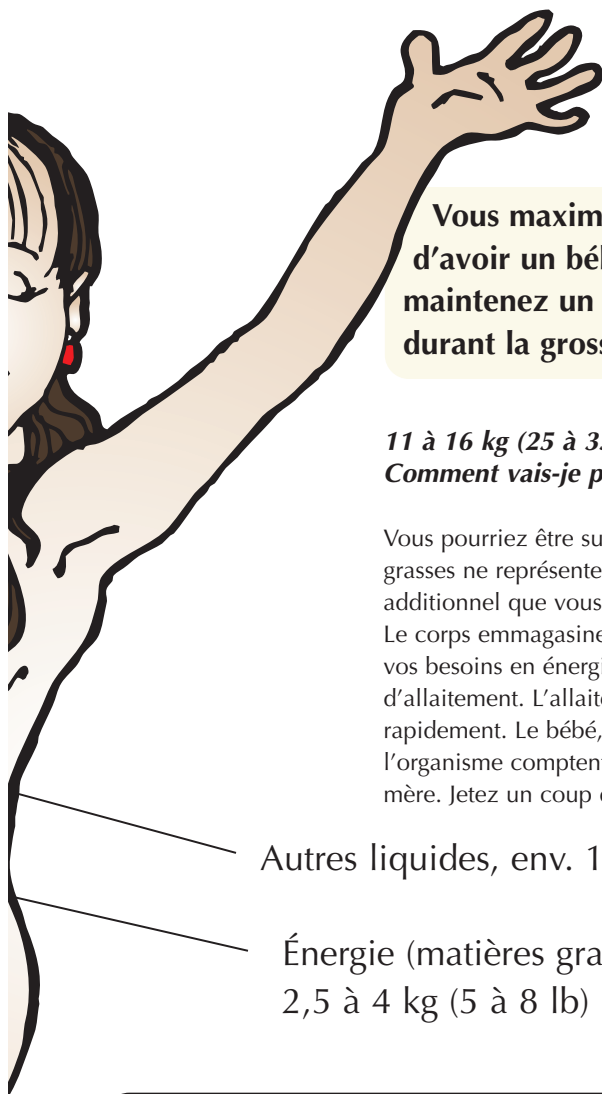 Vous maxim
d’avoir un bé
maintenez un
durant la gross
11 à 16 kg (25 à 3
Comment vais-je p
Vous pourriez être su
grasses ne représente
additionnel que vous
Le corps emmagasine
vos besoins en énergi
d’allaitement. L’allait
rapidement. Le bébé,
l’organisme compten
mère. Jetez un coup
Autres liquides, env. 1
Énergie (matières gra
2,5 à 4 kg (5 à 8 lb)